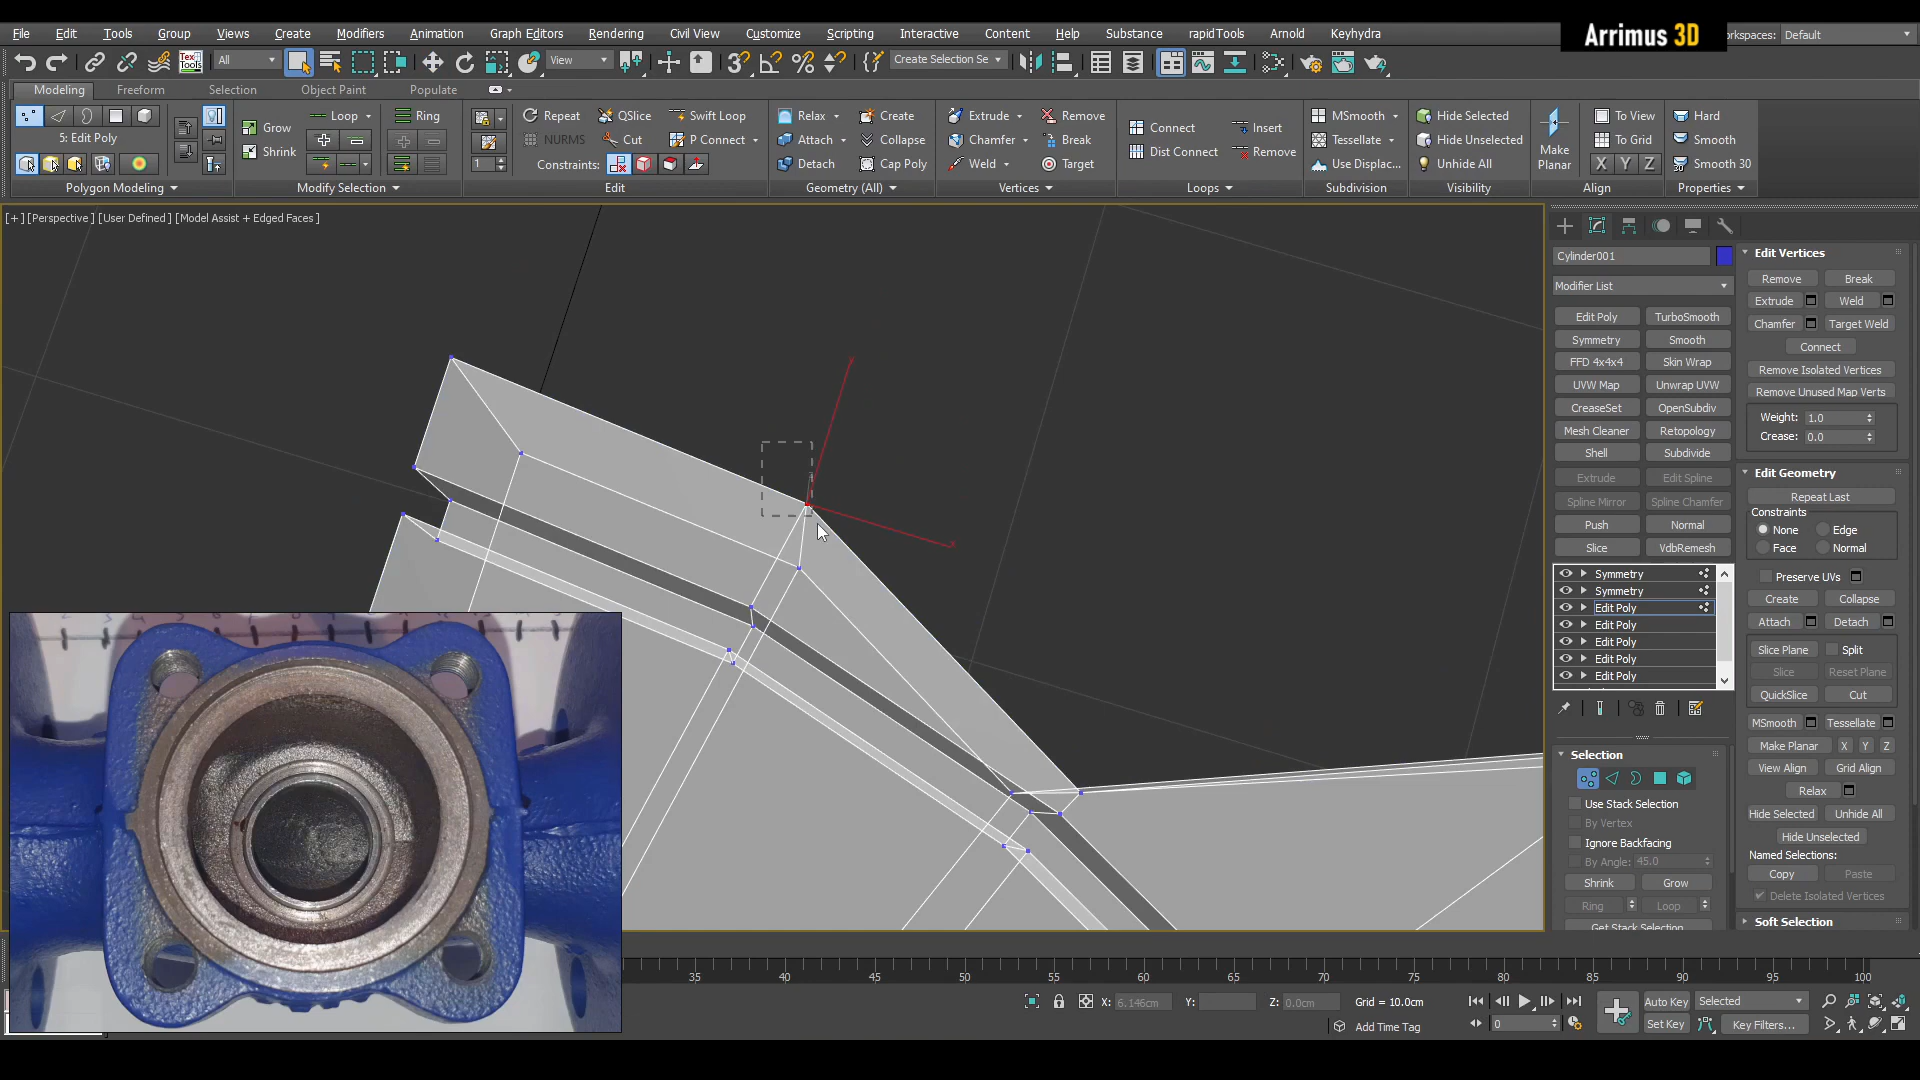 Arrimus 3D
File Edit Tools Group Views Create Modifiers Animation Graph Editors Rendering Civil View Customize Scripting Interactive Content Help Substance rapidTools Arnold Keyhydra
orkspaces: Default
All View Create Selection Se
Modeling Freeform Selection Object Paint Populate
Loop Ring Repeat QSlice Swift Loop Relax Create Extrude Remove MSmooth Hide Selected To View Hard
5: Edit Poly Grow NURMS Cut P Connect Attach Collapse Chamfer Break Connect Insert Tessellate Hide Unselected Make Planar To Grid Smooth
Shrink 1 Constraints: Detach Cap Poly Weld Target Dist Connect Remove Use Displac... Unhide All X Y Z Smooth 30
Polygon Modeling Modify Selection Edit Geometry (All) Vertices Loops Subdivision Visibility Align Properties
[+] [Perspective] [User Defined] [Model Assist + Edged Faces]
Cylinder001
Modifier List
Edit Poly TurboSmooth
Symmetry Smooth
FFD 4x4x4 Skin Wrap
UVW Map Unwrap UVW
CreaseSet OpenSubdiv
Mesh Cleaner Retopology
Shell Subdivide
Extrude Edit Spline
Spline Mirror Spline Chamfer
Push Normal
Slice VdbRemesh
Symmetry
Symmetry
Edit Poly
Edit Poly
Edit Poly
Edit Poly
Edit Poly
Selection
Use Stack Selection
By Vertex
Ignore Backfacing
By Angle: 45.0
Shrink Grow
Ring Loop
Get Stack Selection
Edit Vertices
Remove Break
Extrude Weld
Chamfer Target Weld
Connect
Remove Isolated Vertices
Remove Unused Map Verts
Weight: 1.0
Crease: 0.0
Edit Geometry
Repeat Last
Constraints
None Edge
Face Normal
Preserve UVs
Create Collapse
Attach Detach
Slice Plane Split
Slice Reset Plane
QuickSlice Cut
MSmooth Tessellate
Make Planar X Y Z
View Align Grid Align
Relax
Hide Selected Unhide All
Hide Unselected
Named Selections:
Copy Paste
Delete Isolated Vertices
Soft Selection
35 40 45 50 55 60 65 70 75 80 85 90 95 100
X: 6.146cm Y: Z: 0.0cm Grid = 10.0cm Auto Key Selected
Add Time Tag 0 Set Key Key Filters...